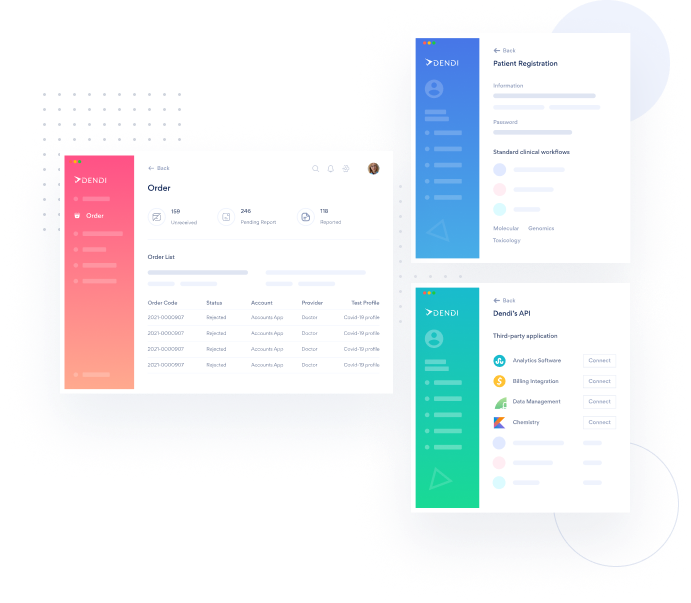 DENDI
Order
Back
Order
159
Unreceived
246
Pending Report
118
Reported
Order List
Order Code Status Account Provider Test Profile
2021-0000907 Rejected Accounts App Doctor Covid-19 profile
2021-0000907 Rejected Accounts App Doctor Covid-19 profile
2021-0000907 Rejected Accounts App Doctor Covid-19 profile
2021-0000907 Rejected Accounts App Doctor Covid-19 profile
DENDI
Back
Patient Registration
Information
Password
Standard clinical workflows
Molecular Genomics
Toxicology
DENDI
Back
Dendi's API
Third-party application
Analytics Software Connect
Billing Integration Connect
Data Management Connect
Chemistry Connect